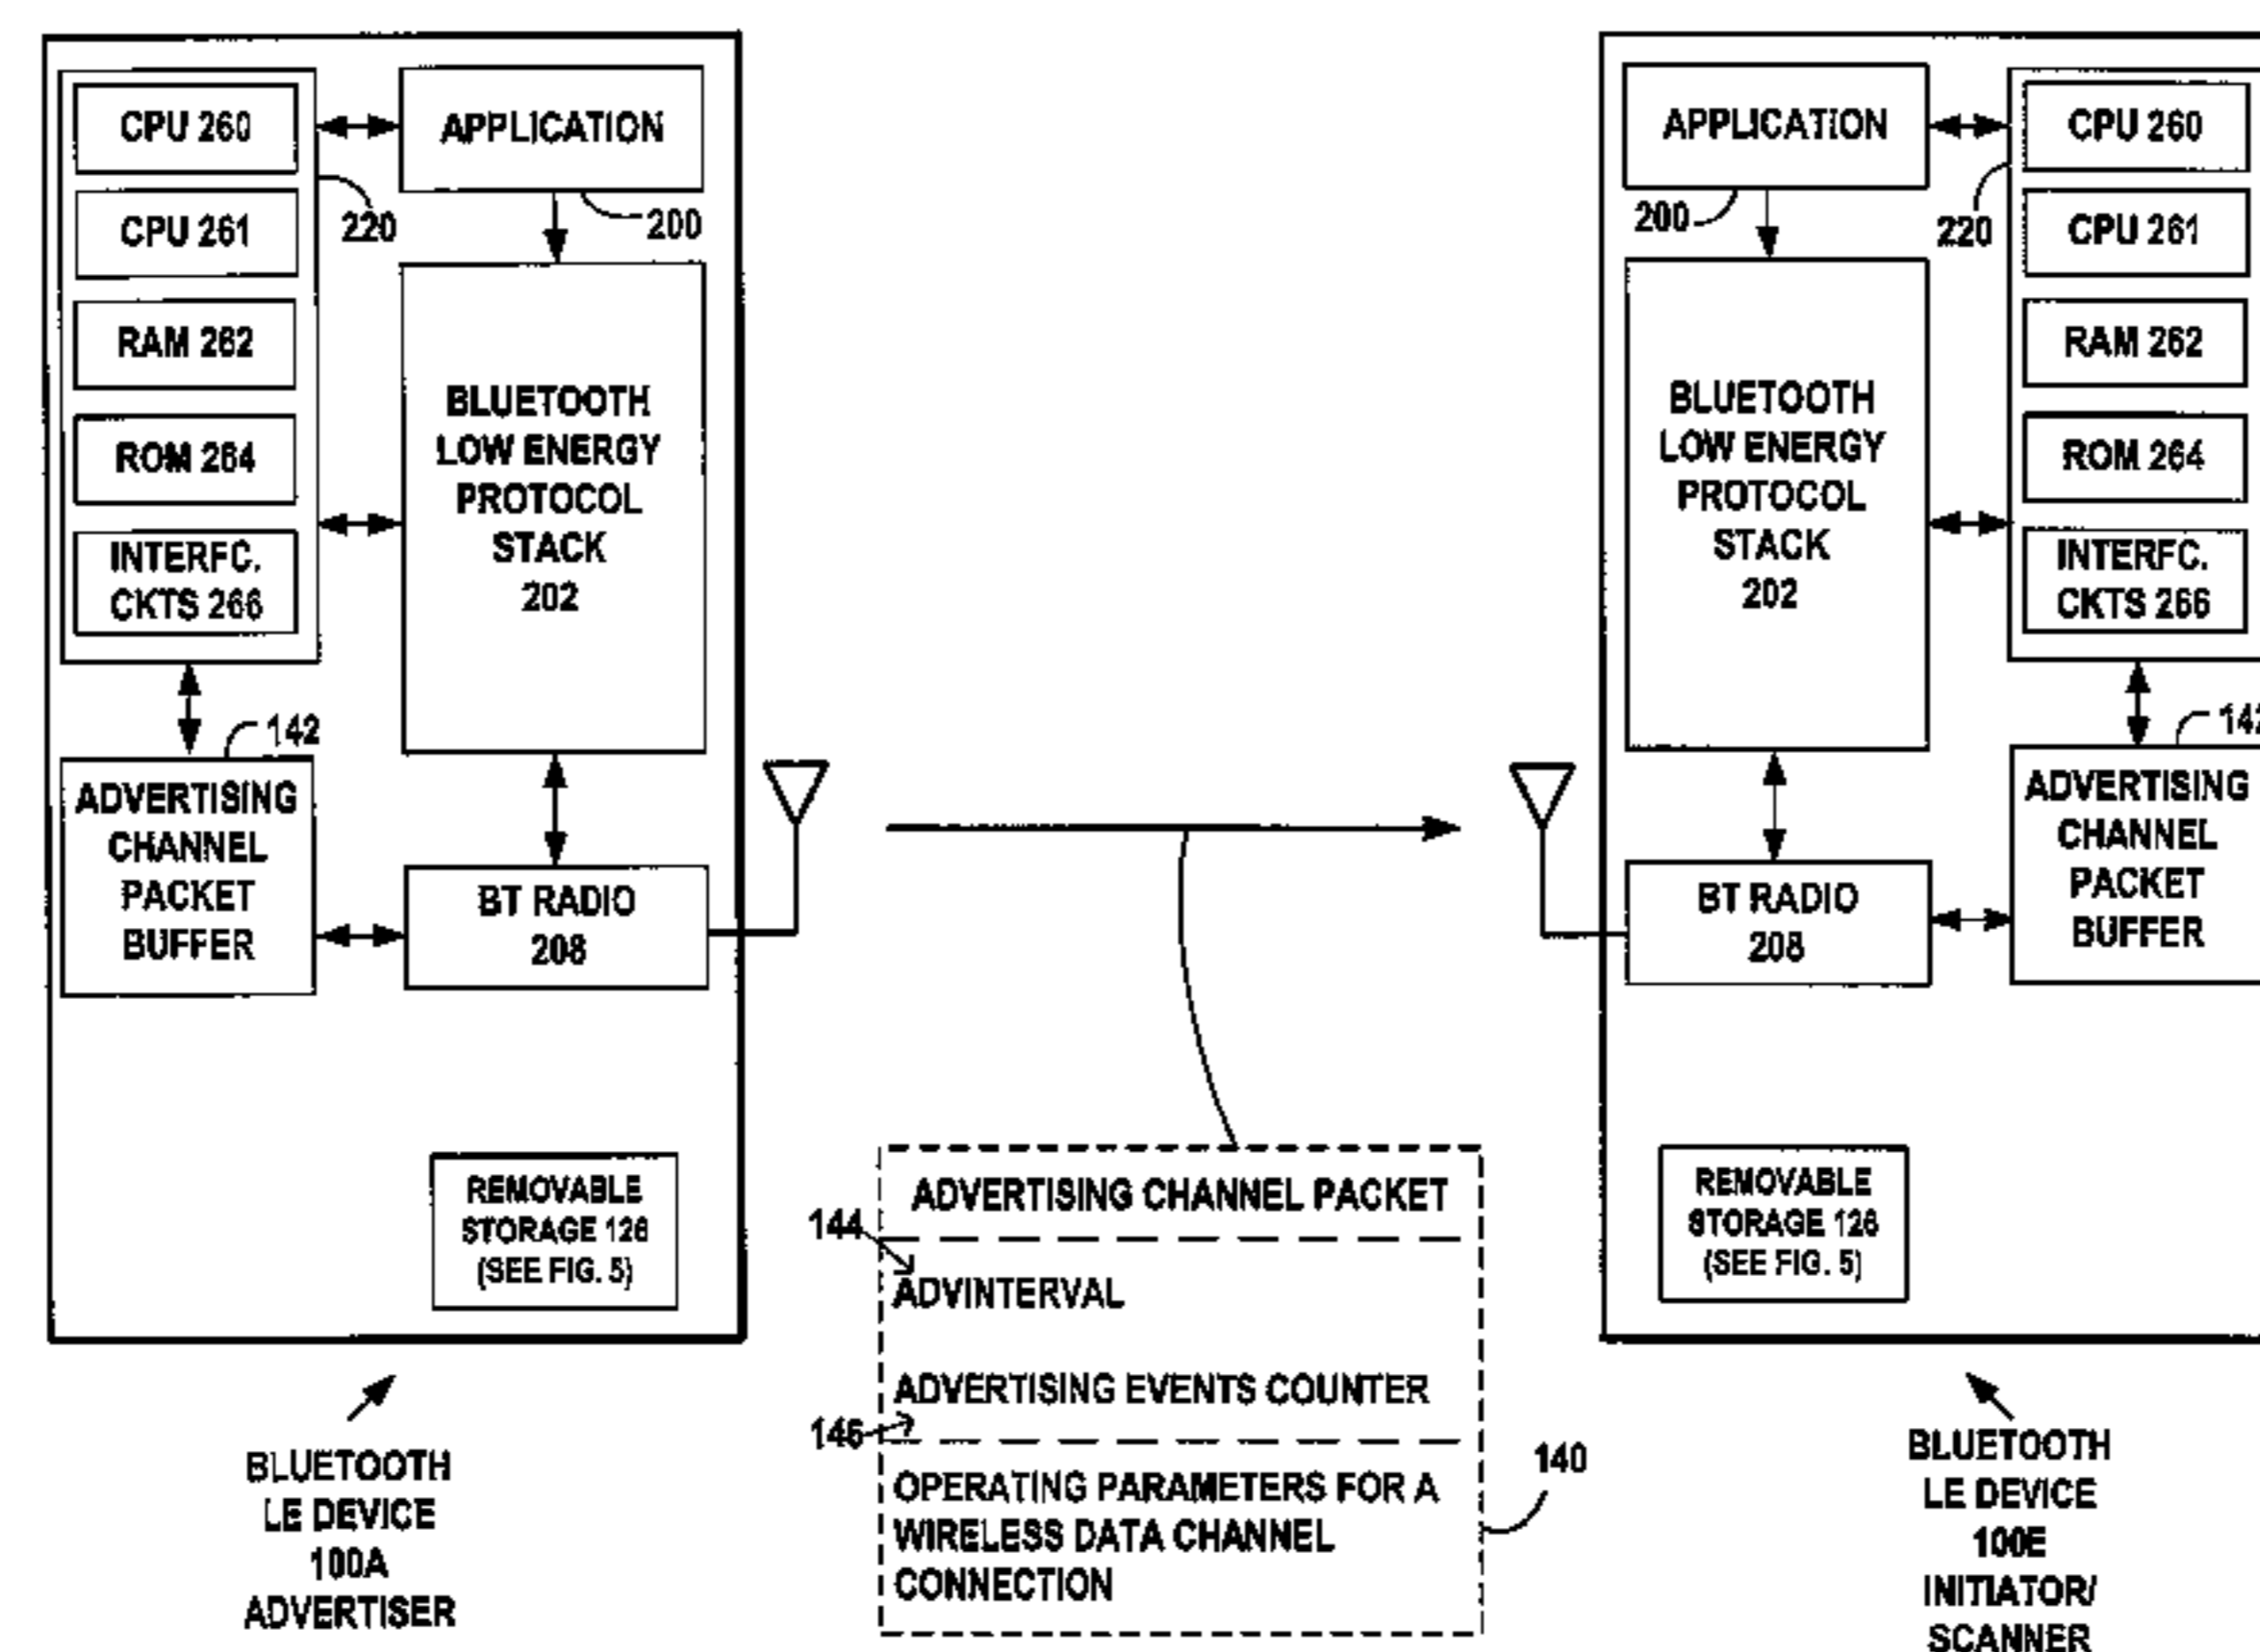 CPU 260
CPU 261
RAM 262
ROM 264
INTERFC.
CKTS 266
220
APPLICATION
200
BLUETOOTH
LOW ENERGY
PROTOCOL
STACK
202
142
ADVERTISING
CHANNEL
PACKET
BUFFER
BT RADIO
208
REMOVABLE
STORAGE 126
(SEE FIG. 5)
BLUETOOTH
LE DEVICE
100A
ADVERTISER
ADVERTISING CHANNEL PACKET
144
ADVINTERVAL
ADVERTISING EVENTS COUNTER
146
OPERATING PARAMETERS FOR A
WIRELESS DATA CHANNEL
CONNECTION
140
APPLICATION
200
220
CPU 260
CPU 261
RAM 262
ROM 264
INTERFC.
CKTS 266
BLUETOOTH
LOW ENERGY
PROTOCOL
STACK
202
142
ADVERTISING
CHANNEL
PACKET
BUFFER
BT RADIO
208
REMOVABLE
STORAGE 126
(SEE FIG. 5)
BLUETOOTH
LE DEVICE
100E
INITIATOR/
SCANNER